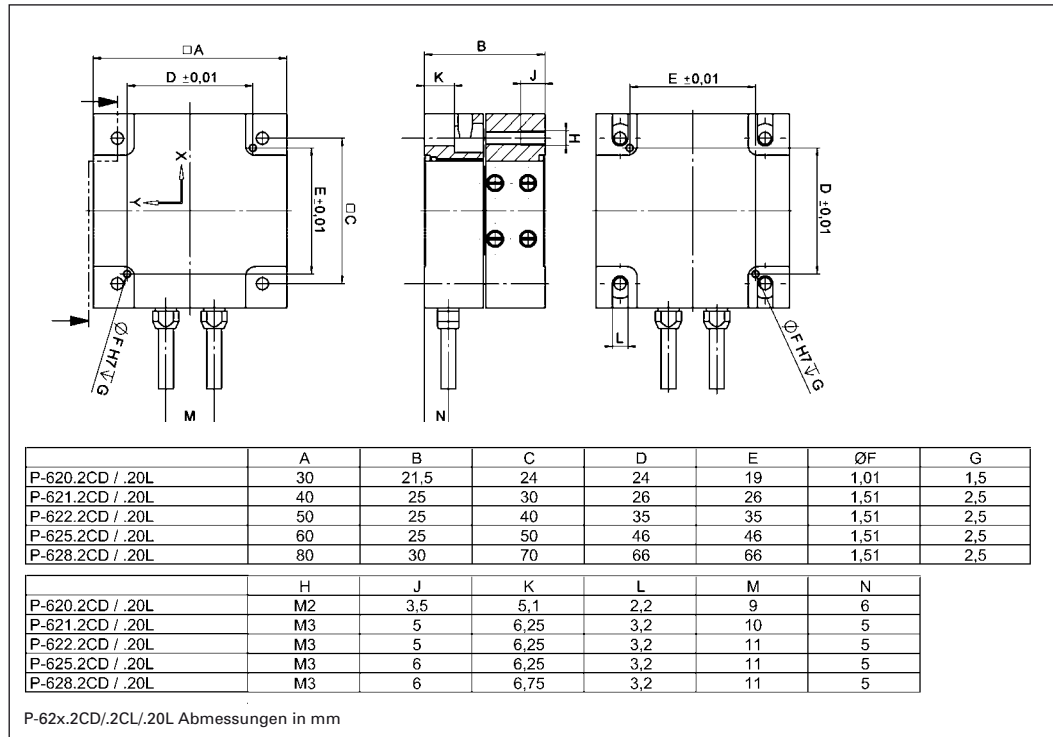 □A
D ±0,01
X
Y
E±0,01
□C
ØF H7 ↧ G
M
B
K
J
H
N
E ±0,01
D ±0,01
L
ØF H7 ↧ G
A B C D E ØF G
P-620.2CD / .20L 30 21,5 24 24 19 1,01 1,5
P-621.2CD / .20L 40 25 30 26 26 1,51 2,5
P-622.2CD / .20L 50 25 40 35 35 1,51 2,5
P-625.2CD / .20L 60 25 50 46 46 1,51 2,5
P-628.2CD / .20L 80 30 70 66 66 1,51 2,5
H J K L M N
P-620.2CD / .20L M2 3,5 5,1 2,2 9 6
P-621.2CD / .20L M3 5 6,25 3,2 10 5
P-622.2CD / .20L M3 5 6,25 3,2 11 5
P-625.2CD / .20L M3 6 6,25 3,2 11 5
P-628.2CD / .20L M3 6 6,75 3,2 11 5
P-62x.2CD/.2CL/.20L Abmessungen in mm